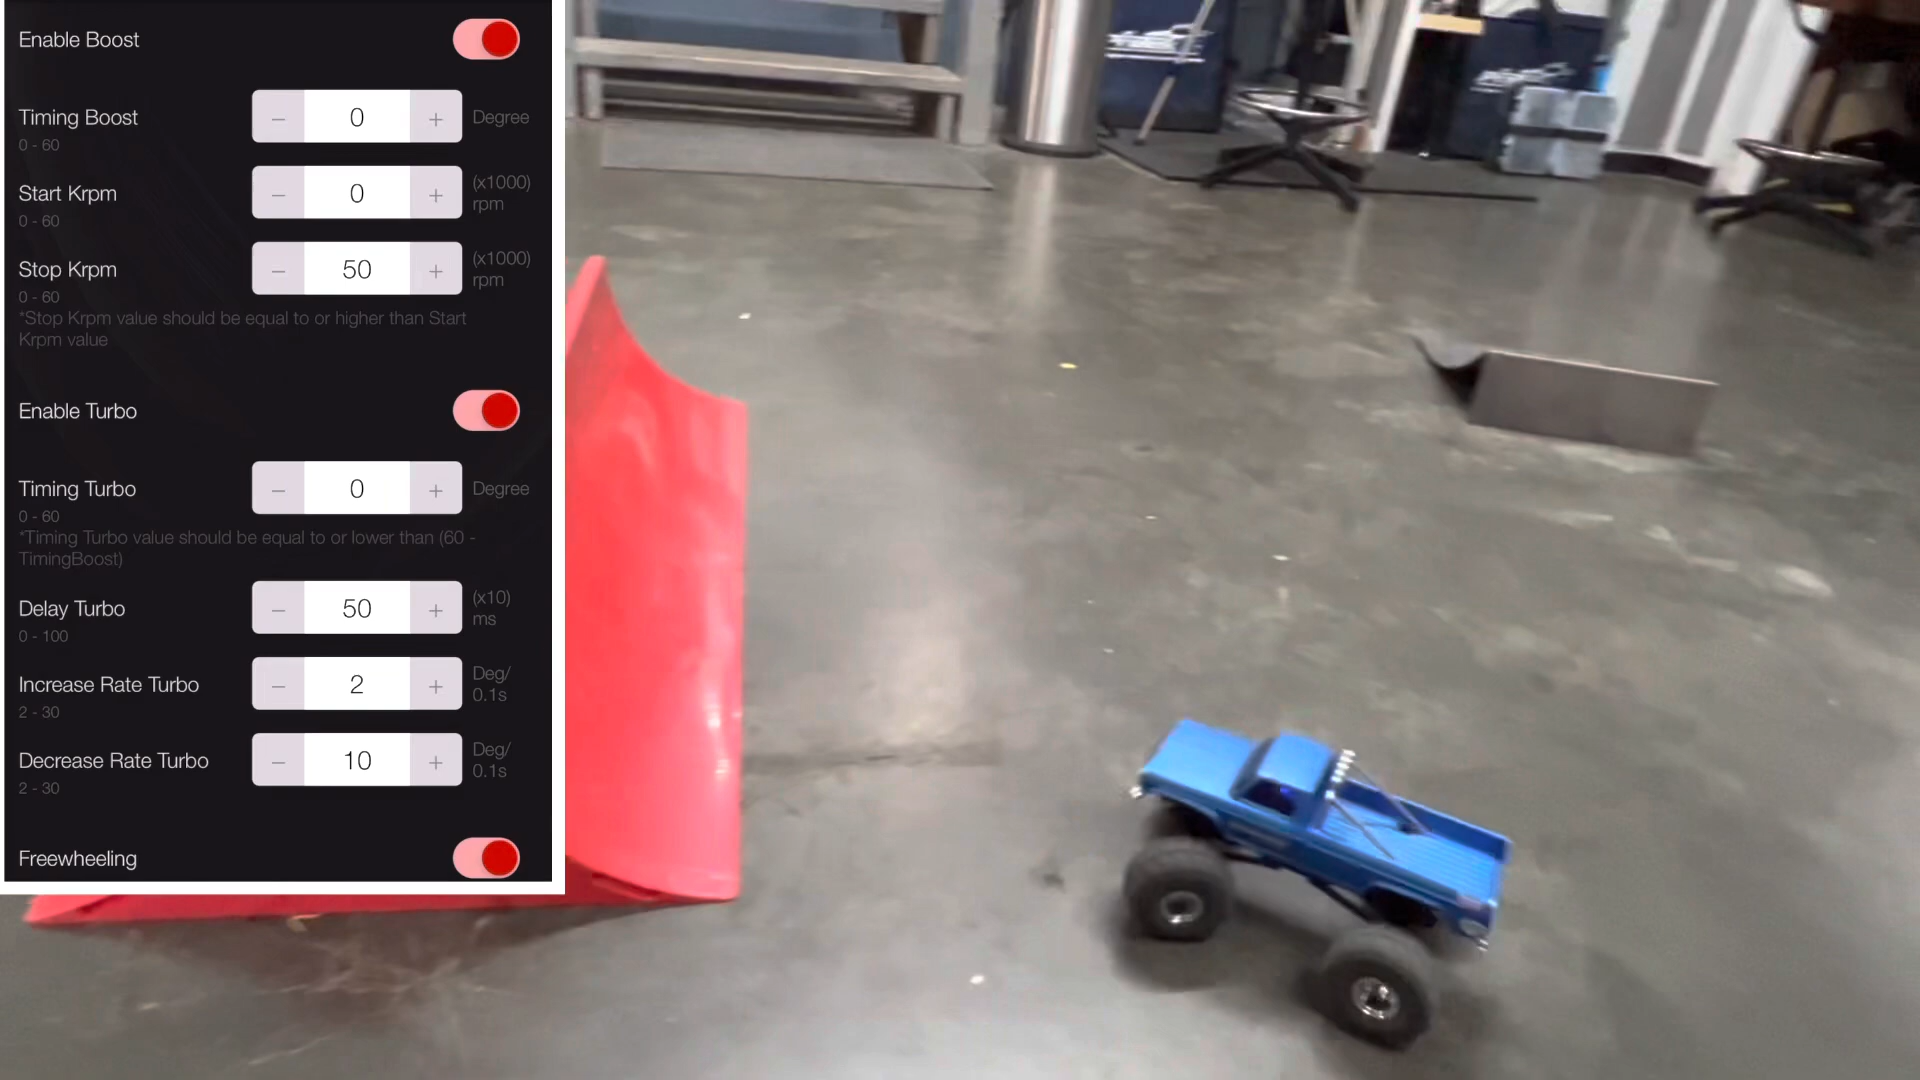 Enable Boost
Timing Boost
0 - 60
− 0 + Degree
Start Krpm
0 - 60
− 0 + (x1000) rpm
Stop Krpm
0 - 60
− 50 + (x1000) rpm
*Stop Krpm value should be equal to or higher than Start
Krpm value
Enable Turbo
Timing Turbo
0 - 60
− 0 + Degree
*Timing Turbo value should be equal to or lower than (60 -
TimingBoost)
Delay Turbo
0 - 100
− 50 + (x10) ms
Increase Rate Turbo
2 - 30
− 2 + Deg/ 0.1s
Decrease Rate Turbo
2 - 30
− 10 + Deg/ 0.1s
Freewheeling